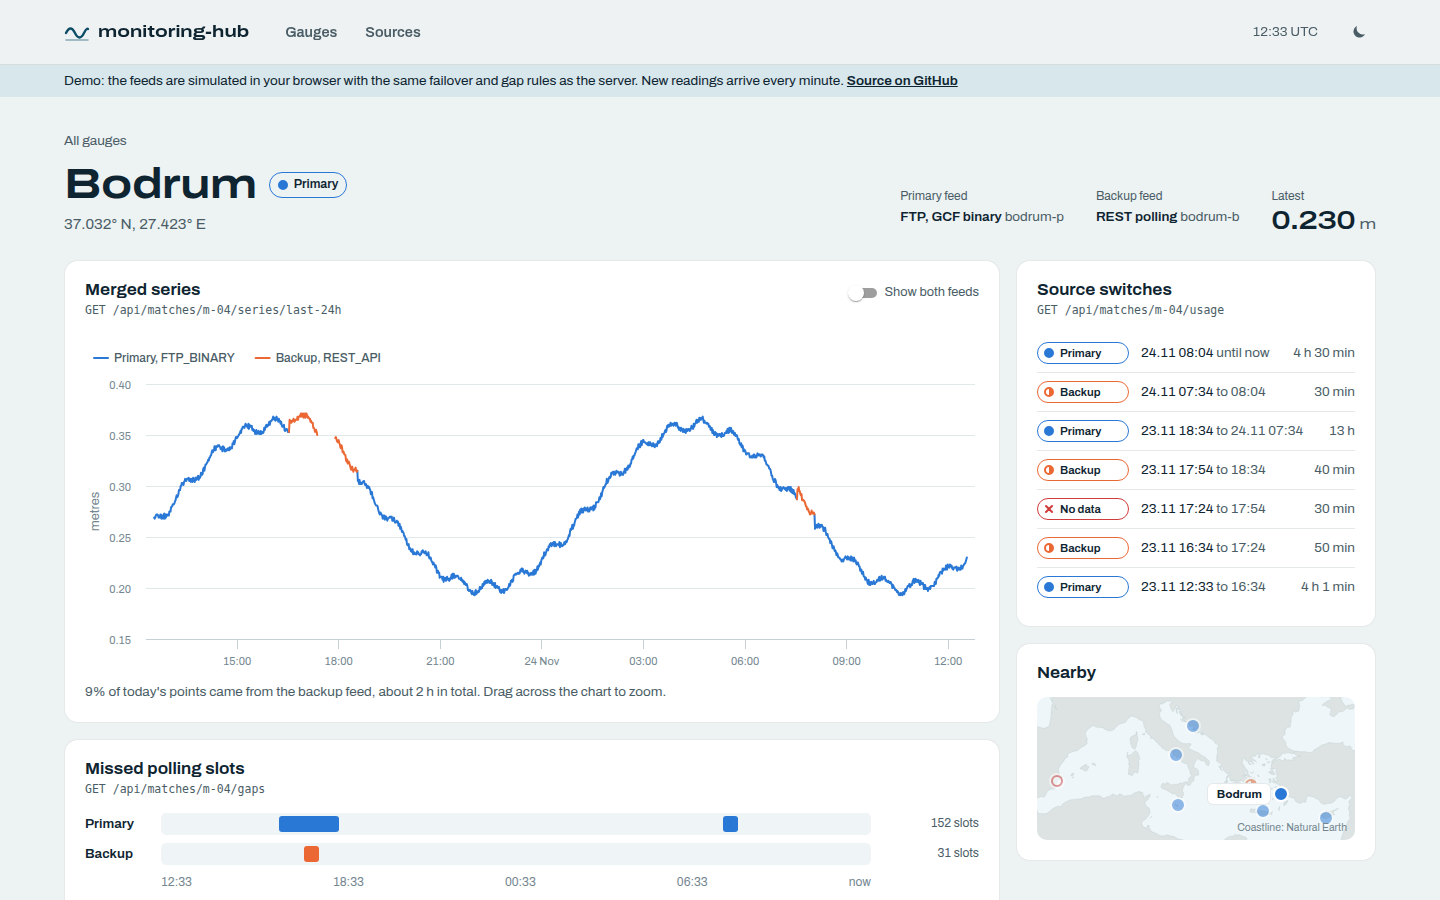 monitoring-hub Gauges Sources 12:33 UTC
Demo: the feeds are simulated in your browser with the same failover and gap rules as the server. New readings arrive every minute. Source on GitHub
All gauges
Bodrum Primary
37.032° N, 27.423° E
Primary feed
FTP, GCF binary bodrum-p
Backup feed
REST polling bodrum-b
Latest
0.230 m
Merged series
GET /api/matches/m-04/series/last-24h
Show both feeds
Primary, FTP_BINARY Backup, REST_API
metres
0.40
0.35
0.30
0.25
0.20
0.15
15:00 18:00 21:00 24 Nov 03:00 06:00 09:00 12:00
9% of today's points came from the backup feed, about 2 h in total. Drag across the chart to zoom.
Source switches
GET /api/matches/m-04/usage
Primary 24.11 08:04 until now 4 h 30 min
Backup 24.11 07:34 to 08:04 30 min
Primary 23.11 18:34 to 24.11 07:34 13 h
Backup 23.11 17:54 to 18:34 40 min
No data 23.11 17:24 to 17:54 30 min
Backup 23.11 16:34 to 17:24 50 min
Primary 23.11 12:33 to 16:34 4 h 1 min
Missed polling slots
GET /api/matches/m-04/gaps
Primary 152 slots
Backup 31 slots
12:33 18:33 00:33 06:33 now
Nearby
Bodrum
Coastline: Natural Earth